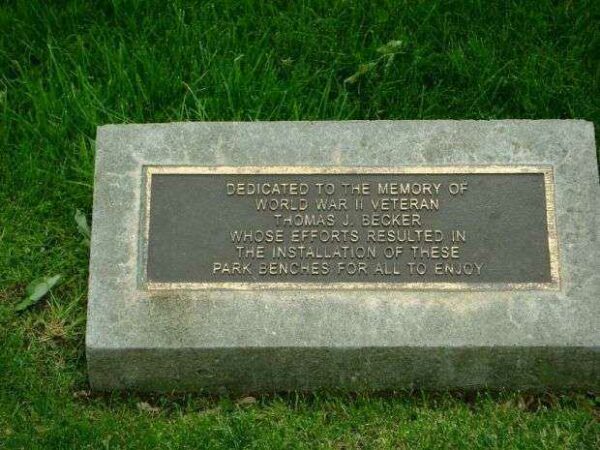 DEDICATED TO THE MEMORY OF
WORLD WAR II VETERAN
THOMAS J. BECKER
WHOSE EFFORTS RESULTED IN
THE INSTALLATION OF THESE
PARK BENCHES FOR ALL TO ENJOY